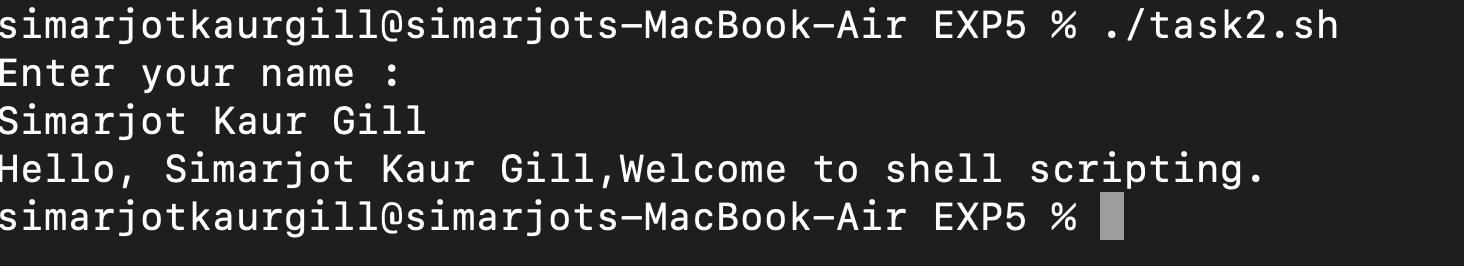 simarjotkaurgill@simarjots-MacBook-Air EXP5 % ./task2.sh
Enter your name :
Simarjot Kaur Gill
Hello, Simarjot Kaur Gill,Welcome to shell scripting.
simarjotkaurgill@simarjots-MacBook-Air EXP5 %